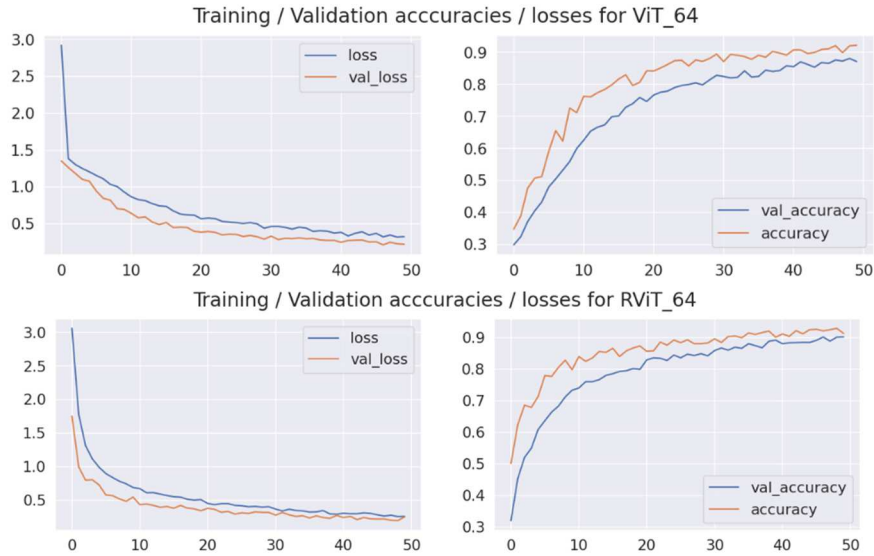 Training / Validation acccuracies / losses for ViT_64
3.0
2.5
2.0
1.5
1.0
0.5
0 10 20 30 40 50
loss
val_loss
0.9
0.8
0.7
0.6
0.5
0.4
0.3
0 10 20 30 40 50
val_accuracy
accuracy
Training / Validation acccuracies / losses for RViT_64
3.0
2.5
2.0
1.5
1.0
0.5
0 10 20 30 40 50
loss
val_loss
0.9
0.8
0.7
0.6
0.5
0.4
0.3
0 10 20 30 40 50
val_accuracy
accuracy